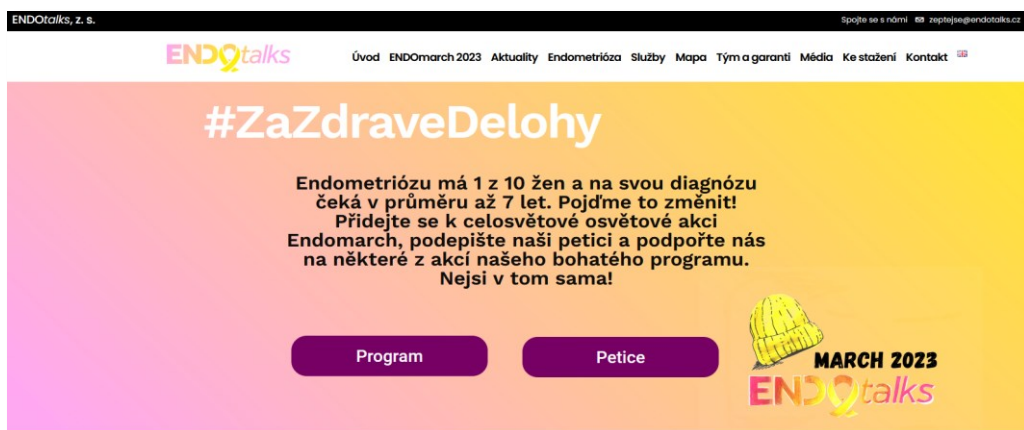 ENDOtalks, z. s.
Spojte se s námi zeptejse@endotalks.cz
ENDOtalks
Úvod ENDOmarch 2023 Aktuality Endometrióza Služby Mapa Tým a garanti Média Ke stažení Kontakt
#ZaZdraveDelohy
Endometriózu má 1 z 10 žen a na svou diagnózu
čeká v průměru až 7 let. Pojďme to změnit!
Přidejte se k celosvětové osvětové akci
Endomarch, podepište naši petici a podpořte nás
na některé z akcí našeho bohatého programu.
Nejsi v tom sama!
Program
Petice
MARCH 2023
ENDOtalks